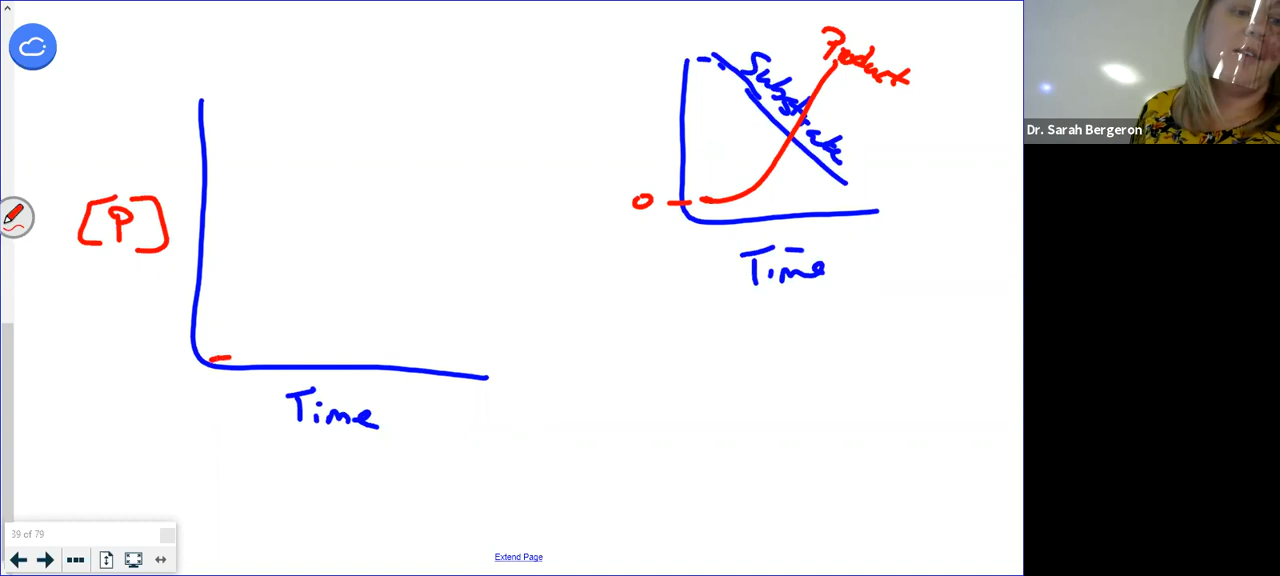 Product
Substrate
Dr. Sarah Bergeron
[P]
0
Time
Time
39 of 79
Extend Page